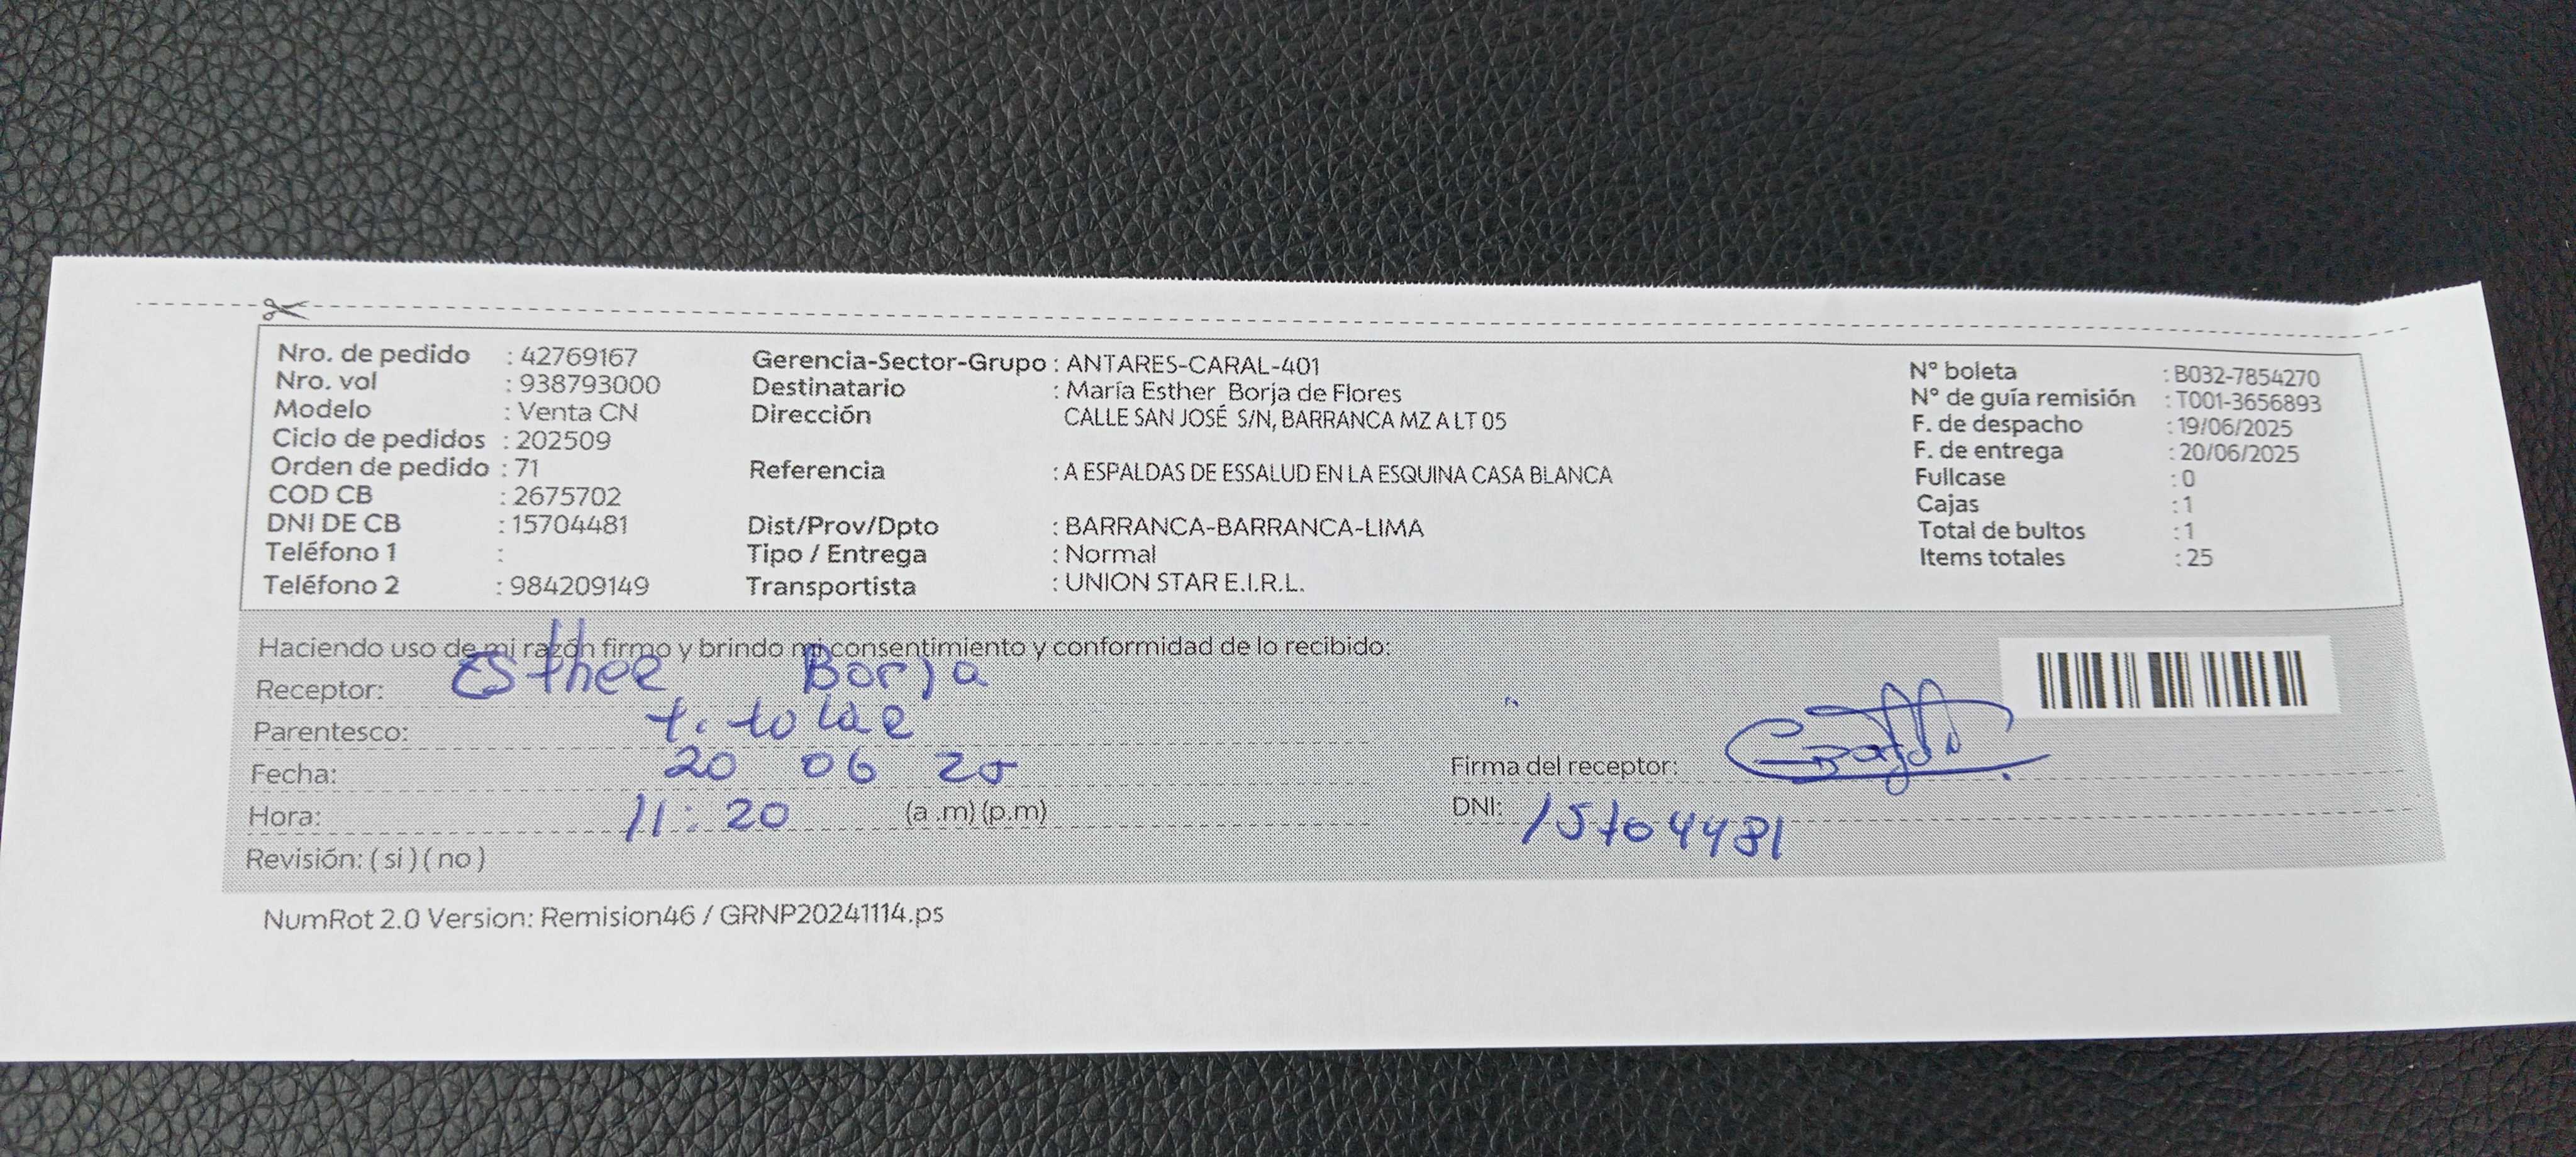 Nro. de pedido : 42769167
Nro. vol : 938793000
Modelo : Venta CN
Ciclo de pedidos : 202509
Orden de pedido : 71
COD CB : 2675702
DNI DE CB : 15704481
Teléfono 1 :
Teléfono 2 : 984209149
Gerencia-Sector-Grupo : ANTARES-CARAL-401
Destinatario : María Esther Borja de Flores
Dirección CALLE SAN JOSÉ S/N, BARRANCA MZ A LT 05
Referencia : A ESPALDAS DE ESSALUD EN LA ESQUINA CASA BLANCA
Dist/Prov/Dpto : BARRANCA-BARRANCA-LIMA
Tipo / Entrega : Normal
Transportista : UNION STAR E.I.R.L.
N° boleta : B032-7854270
N° de guía remisión : T001-3656893
F. de despacho : 19/06/2025
F. de entrega : 20/06/2025
Fullcase : 0
Cajas : 1
Total de bultos : 1
Items totales : 25
Haciendo uso de mi razón firmo y brindo mi consentimiento y conformidad de lo recibido:
Receptor: Esther Borja
Parentesco: titular
Fecha: 20 06 25
Hora: 11:20 (a.m)(p.m)
Revisión: (si)(no)
Firma del receptor:
DNI: 15704481
NumRot 2.0 Version: Remision46 / GRNP20241114.ps